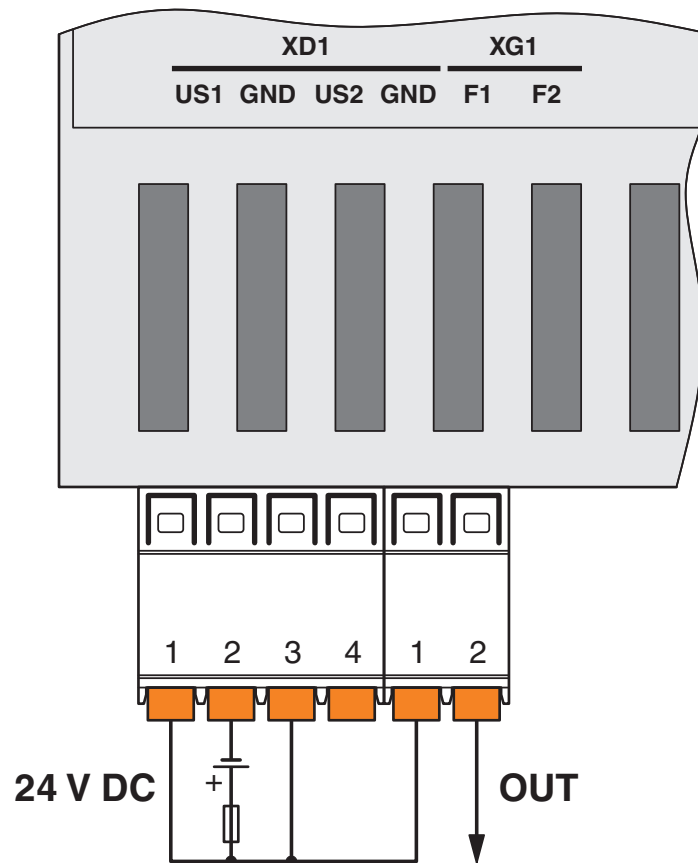 XD1 XG1
US1 GND US2 GND F1 F2
1 2 3 4 1 2
+
24 V DC OUT